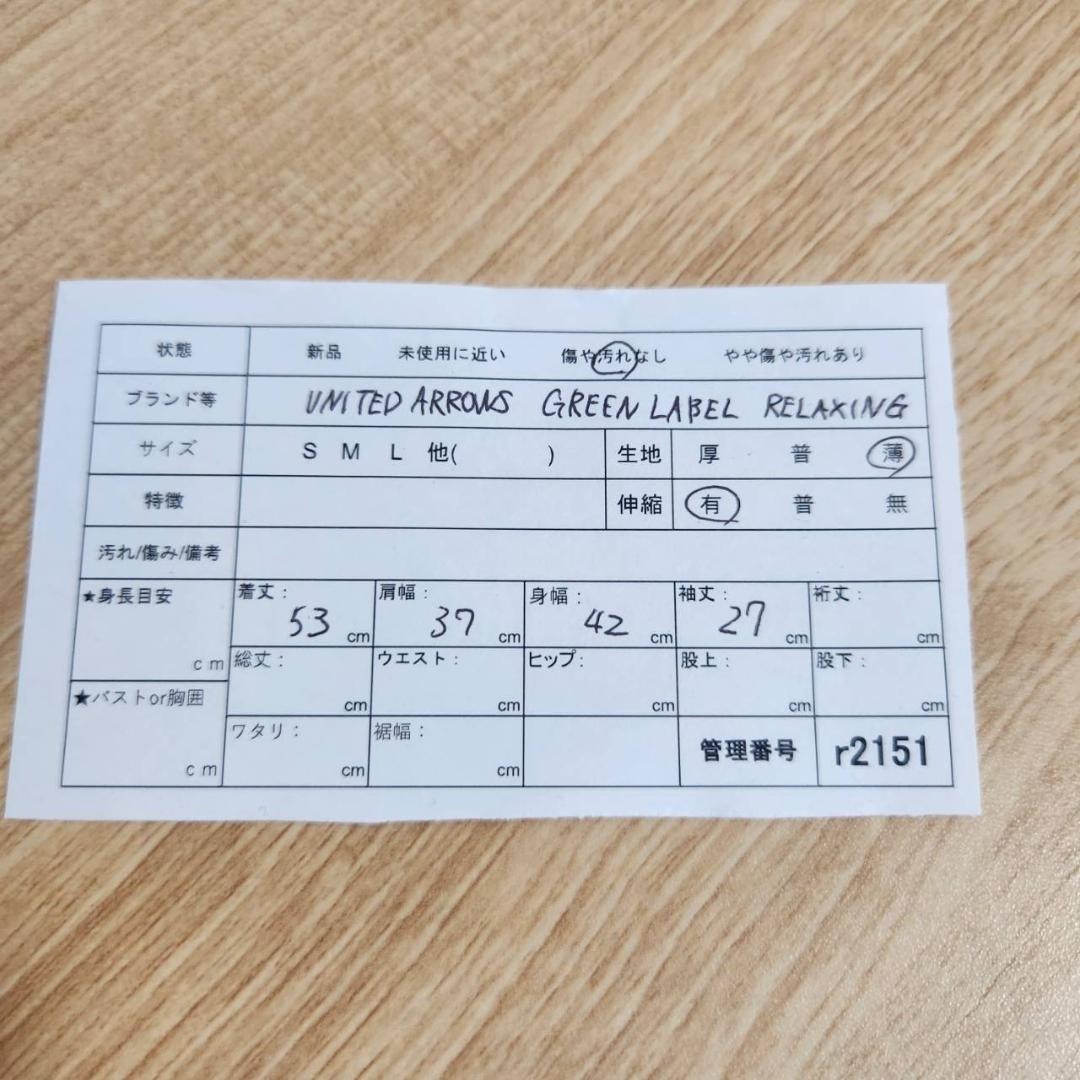 状態 新品 未使用に近い 傷や汚れなし やや傷や汚れあり
ブランド等 UNITED ARROWS GREEN LABEL RELAXING
サイズ S M L 他( ) 生地 厚 普 薄
特徴 伸縮 有 普 無
汚れ/傷み/備考
★身長目安 cm 着丈: 53 cm 肩幅: 37 cm 身幅: 42 cm 袖丈: 27 cm 裄丈: cm
総丈: cm ウエスト: cm ヒップ: cm 股上: cm 股下: cm
★バストor胸囲 cm ワタリ: cm 裾幅: cm 管理番号 r2151